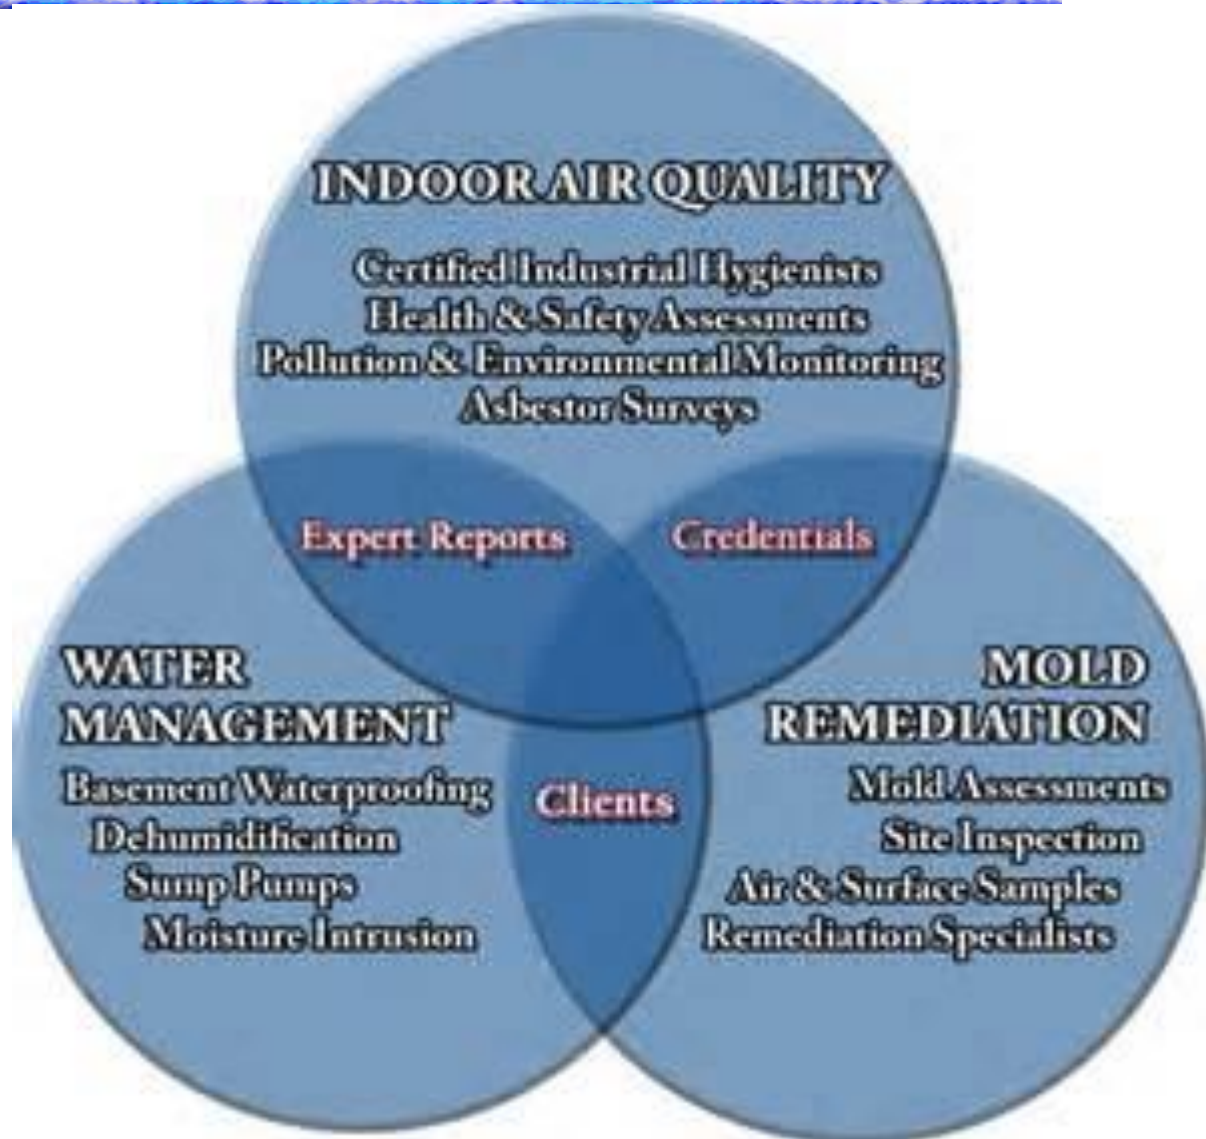 INDOOR AIR QUALITY
Certified Industrial Hygienists
Health & Safety Assessments
Pollution & Environmental Monitoring
Asbestor Surveys
Expert Reports
Credentials
WATER
MANAGEMENT
Basement Waterproofing
Dehumidification
Sump Pumps
Moisture Intrusion
Clients
MOLD
REMEDIATION
Mold Assessments
Site Inspection
Air & Surface Samples
Remediation Specialists